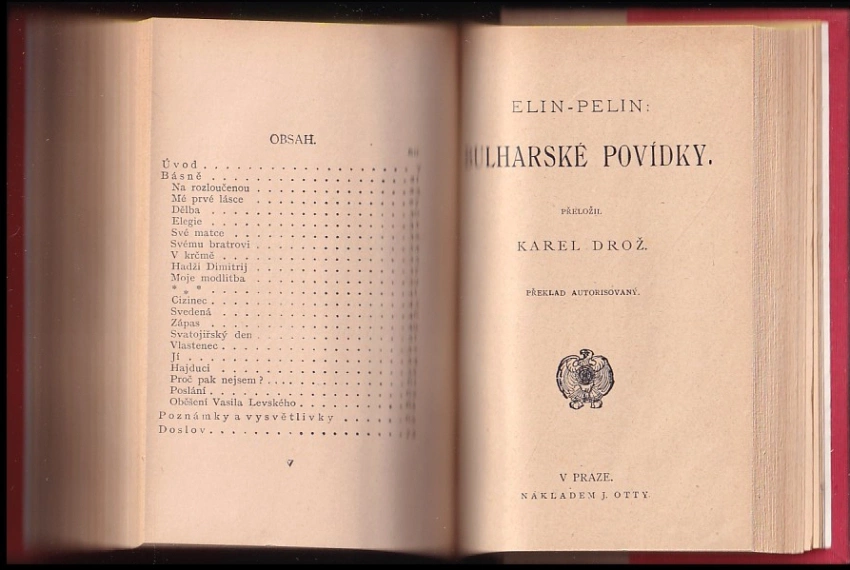 OBSAH.
Úvod
Básně
Na rozloučenou
Mé prvé lásce
Dělba
Elegie
Své matce
Svému bratrovi
V krčmě
Hadži Dimitrij
Moje modlitba
* * *
Cizinec
Svedená
Zápas
Svatojiřský den
Vlastenec
Jí
Hajduci
Proč pak nejsem?
Poslání
Oběšení Vasila Levského
Poznámky a vysvětlivky
Doslov
ELIN-PELIN:
BULHARSKÉ POVÍDKY.
PŘELOŽIL
KAREL DROŽ.
PŘEKLAD AUTORISOVANÝ.
V PRAZE.
NÁKLADEM J. OTTY.